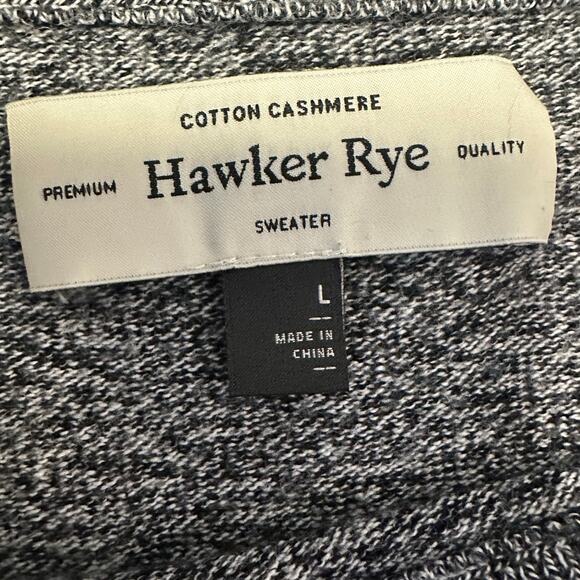 COTTON CASHMERE
PREMIUM Hawker Rye QUALITY
SWEATER
L
MADE IN
CHINA